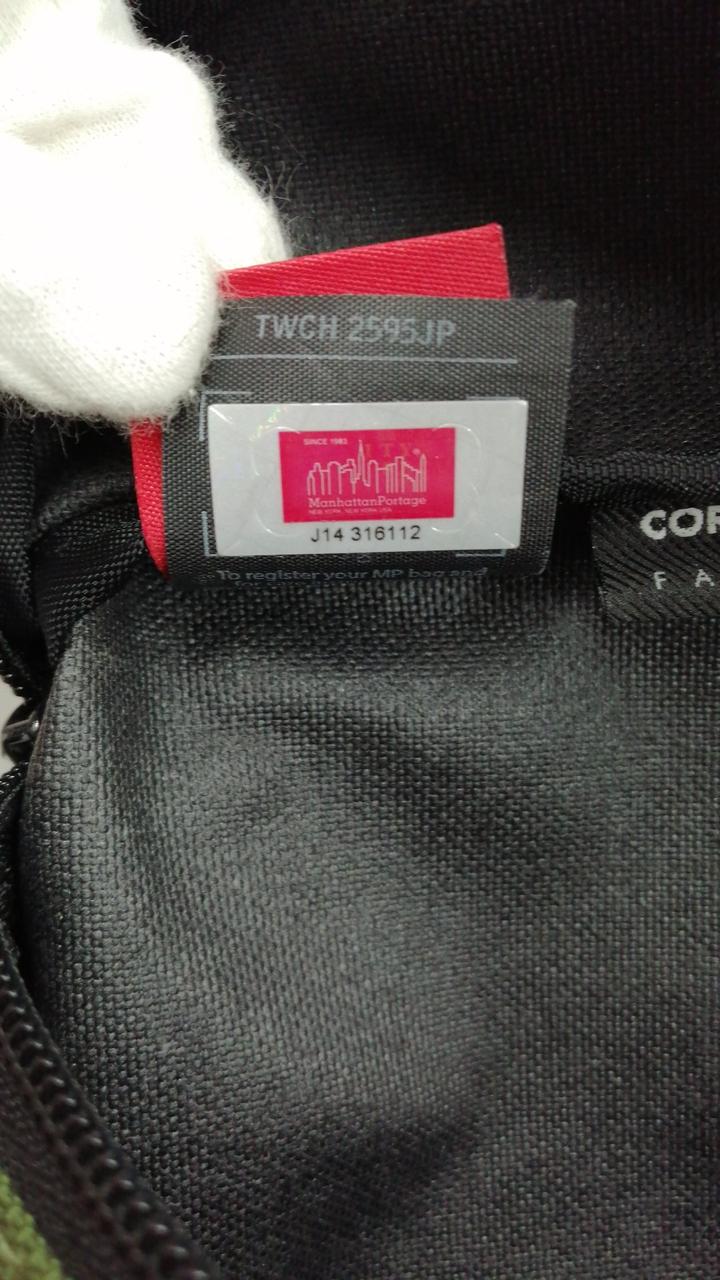 TWCH 2595JP
SINCE 1983
ManhattanPortage
NEW YORK, NEW YORK USA
J14 316112
To register your MP bag and
COR
F A